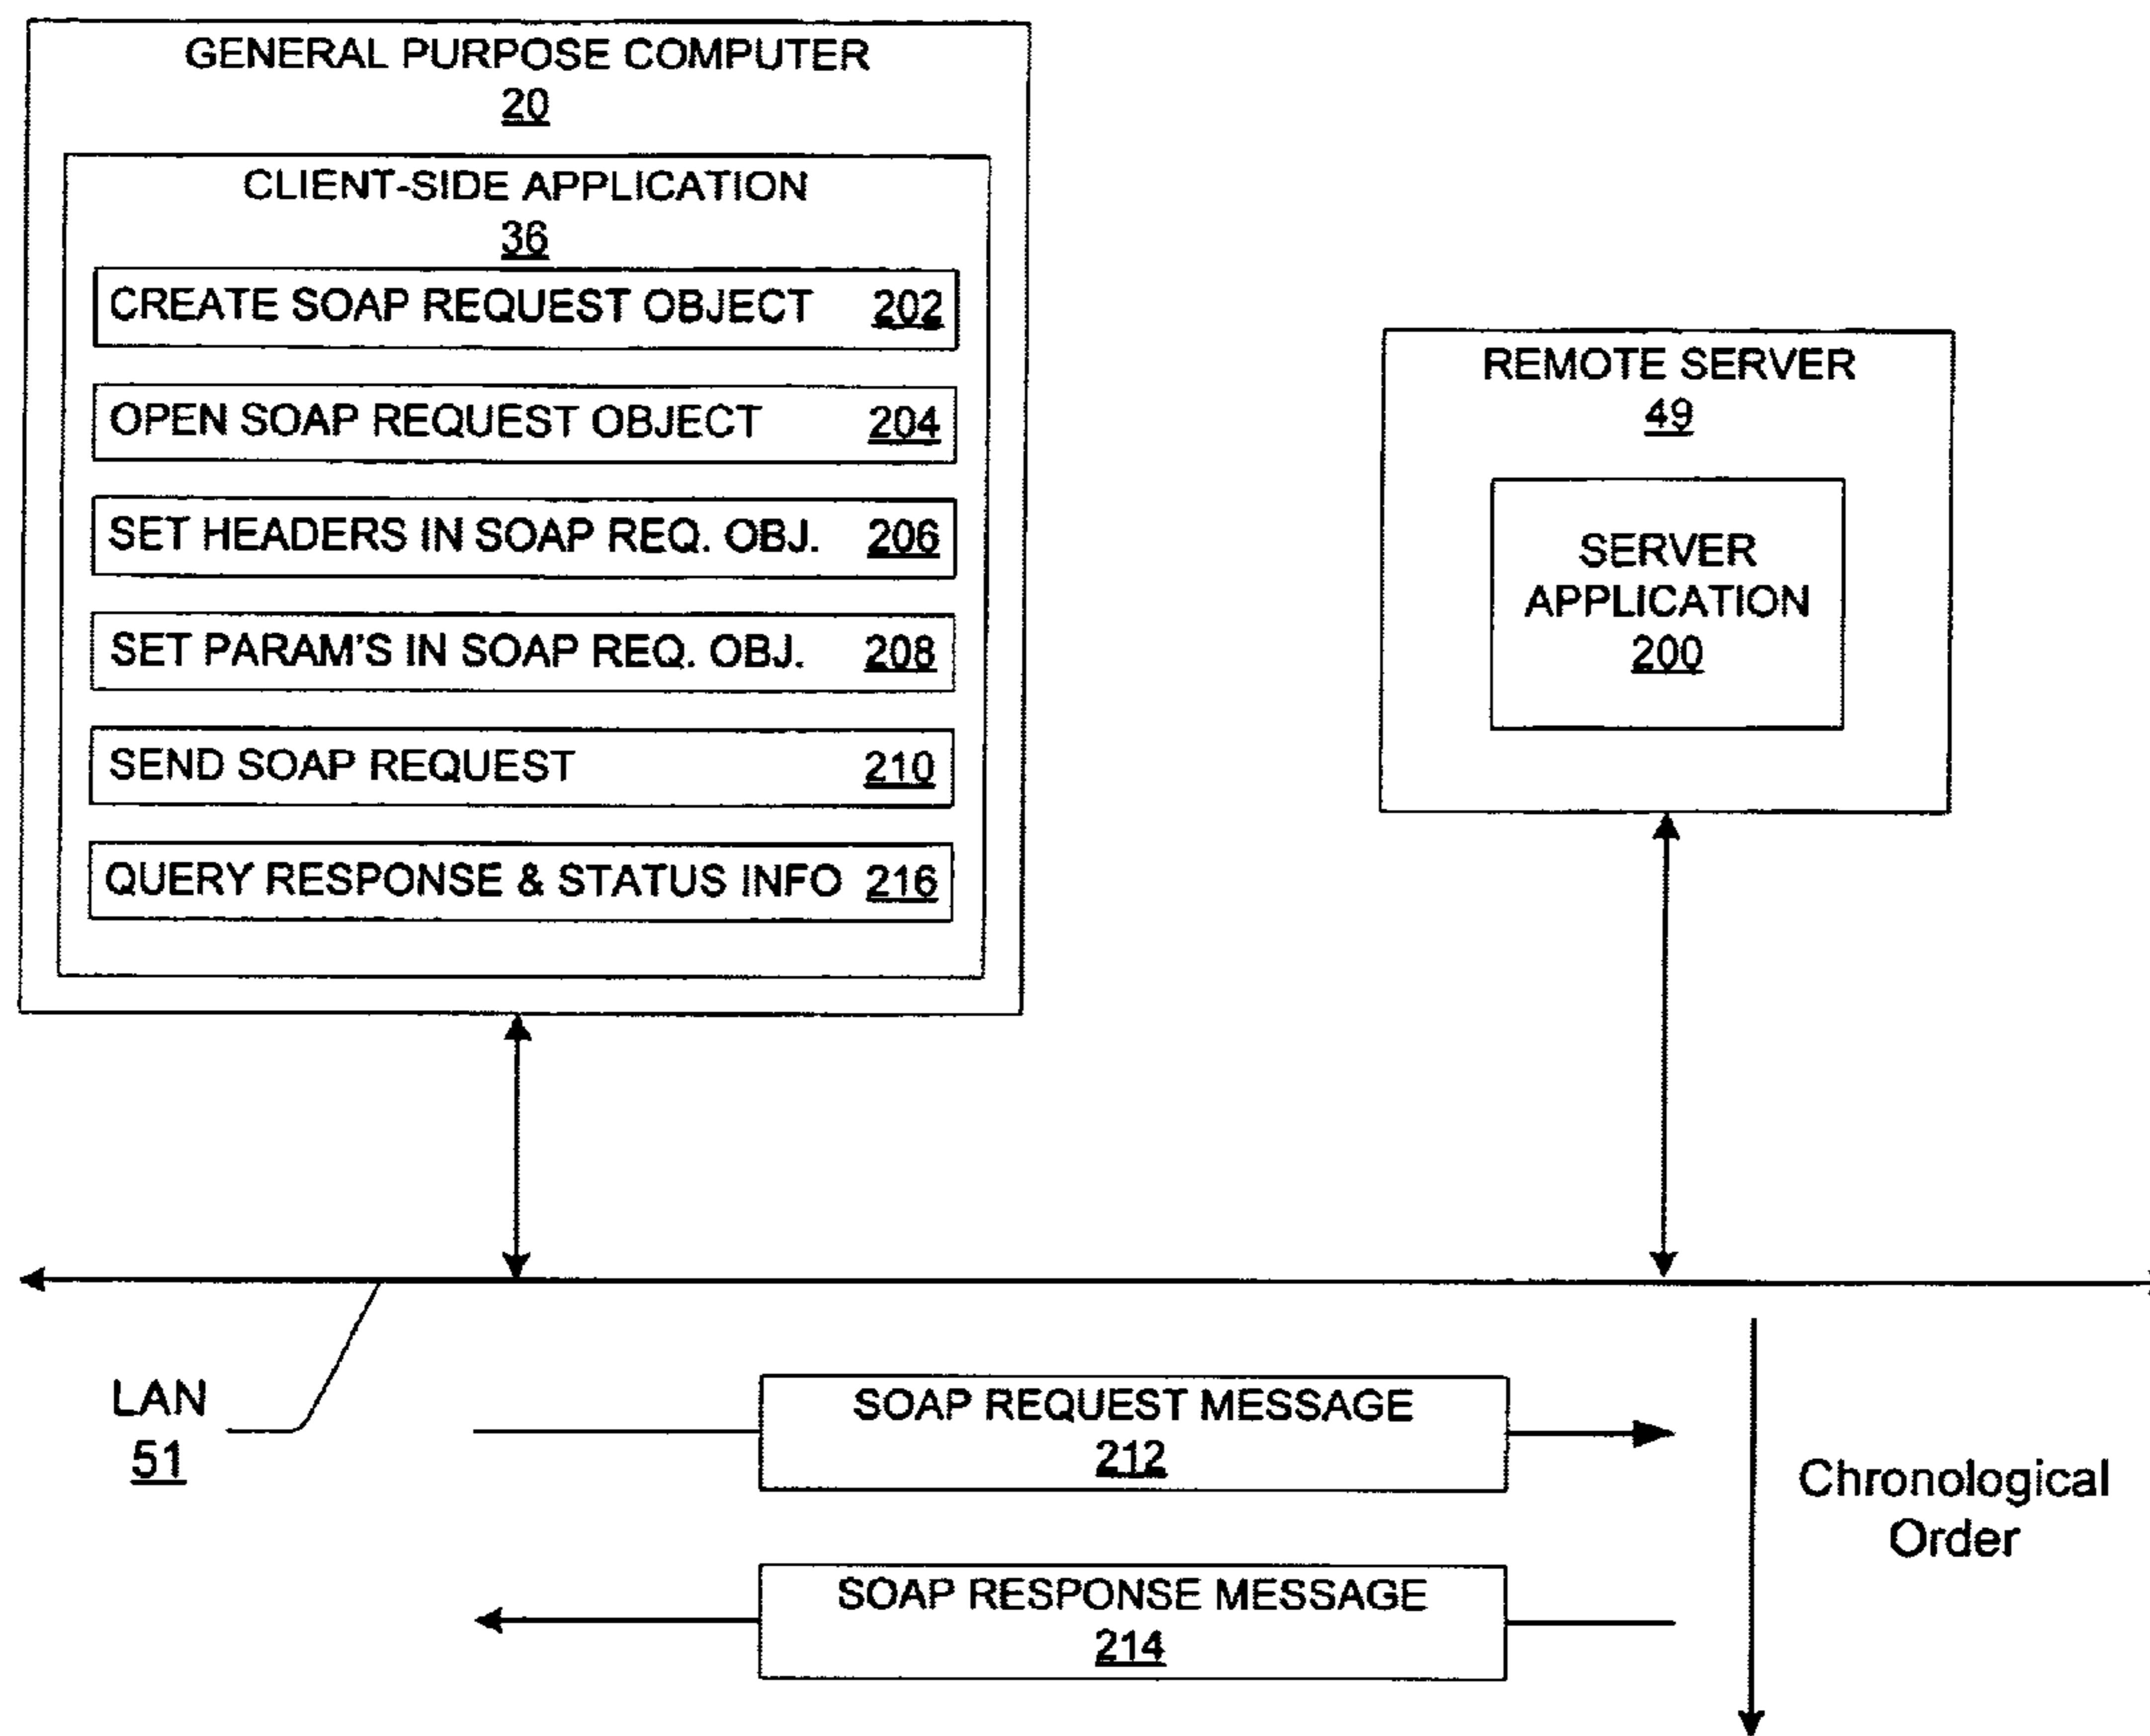 GENERAL PURPOSE COMPUTER
20
CLIENT-SIDE APPLICATION
36
CREATE SOAP REQUEST OBJECT 202
OPEN SOAP REQUEST OBJECT 204
SET HEADERS IN SOAP REQ. OBJ. 206
SET PARAM'S IN SOAP REQ. OBJ. 208
SEND SOAP REQUEST 210
QUERY RESPONSE & STATUS INFO 216
REMOTE SERVER
49
SERVER
APPLICATION
200
LAN
51
SOAP REQUEST MESSAGE
212
SOAP RESPONSE MESSAGE
214
Chronological
Order